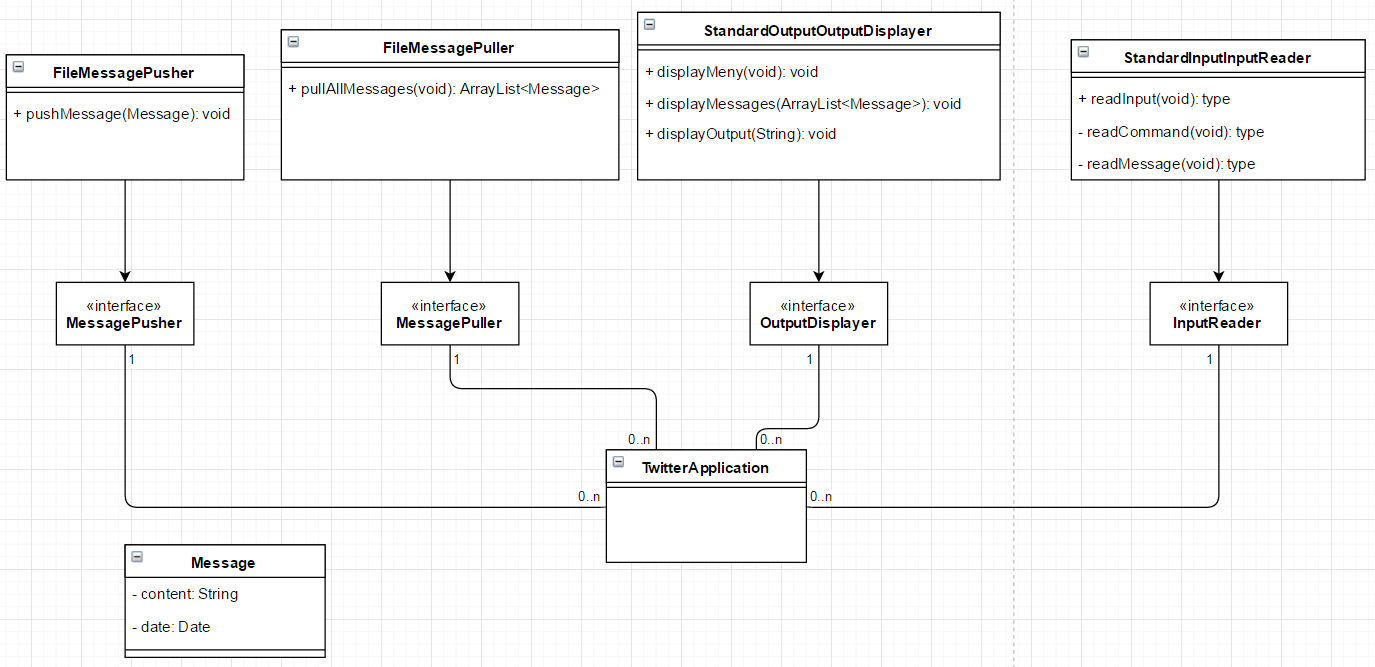 FileMessagePusher
+ pushMessage(Message): void
FileMessagePuller
+ pullAllMessages(void): ArrayList<Message>
StandardOutputOutputDisplayer
+ displayMeny(void): void
+ displayMessages(ArrayList<Message>): void
+ displayOutput(String): void
StandardInputInputReader
+ readInput(void): type
- readCommand(void): type
- readMessage(void): type
«interface»
MessagePusher
1
«interface»
MessagePuller
1
«interface»
OutputDisplayer
1
«interface»
InputReader
1
0..n
0..n
0..n
0..n
TwitterApplication
Message
- content: String
- date: Date